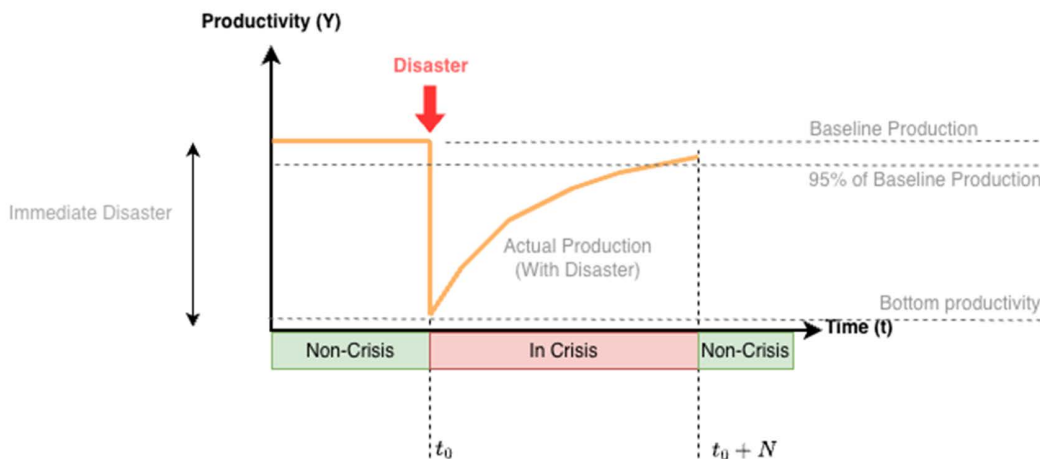 Productivity (Y)
Disaster
Baseline Production
95% of Baseline Production
Immediate Disaster
Actual Production
(With Disaster)
Bottom productivity
Time (t)
Non-Crisis
In Crisis
Non-Crisis
t₀
t₀ + N